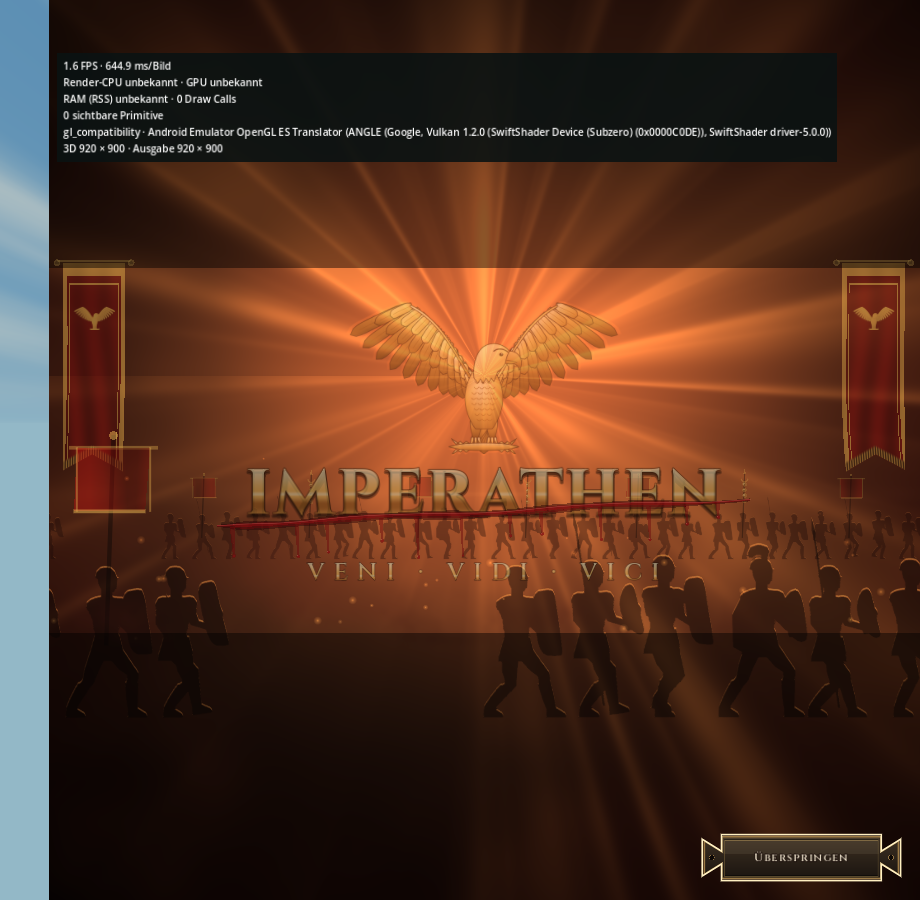 1.6 FPS · 644.9 ms/Bild
Render-CPU unbekannt · GPU unbekannt
RAM (RSS) unbekannt · 0 Draw Calls
0 sichtbare Primitive
gl_compatibility · Android Emulator OpenGL ES Translator (ANGLE (Google, Vulkan 1.2.0 (SwiftShader Device (Subzero) (0x0000C0DE)), SwiftShader driver-5.0.0))
3D 920 × 900 · Ausgabe 920 × 900
IMPERATHEN
VENI · VIDI · VICI
ÜBERSPRINGEN